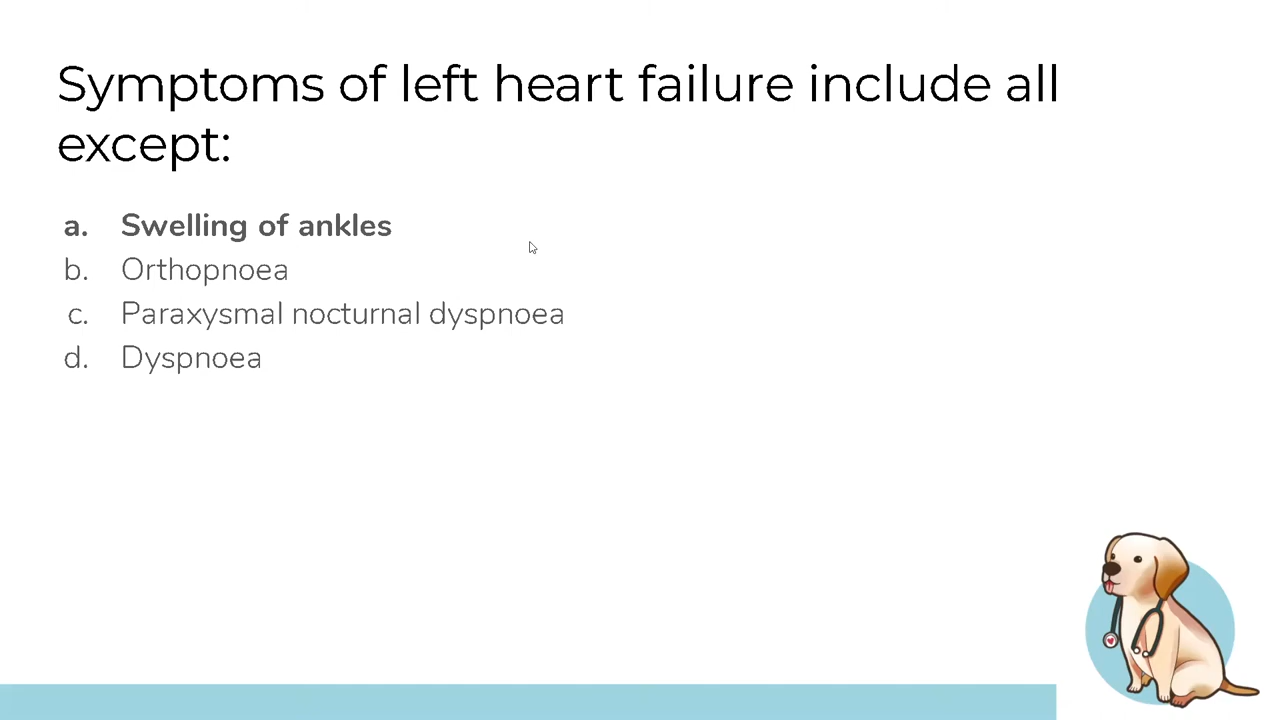 Symptoms of left heart failure include all
except:
a. Swelling of ankles
b. Orthopnoea
c. Paraxysmal nocturnal dyspnoea
d. Dyspnoea